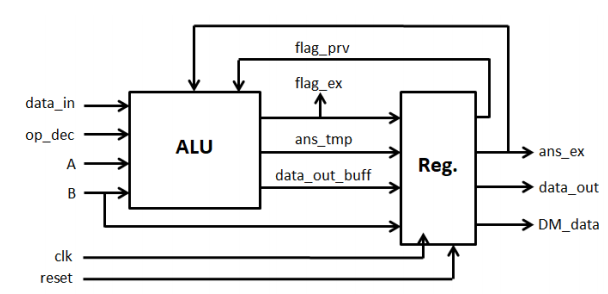 flag_prv
flag_ex
data_in
op_dec
A
B
ALU
ans_tmp
data_out_buff
Reg.
ans_ex
data_out
DM_data
clk
reset